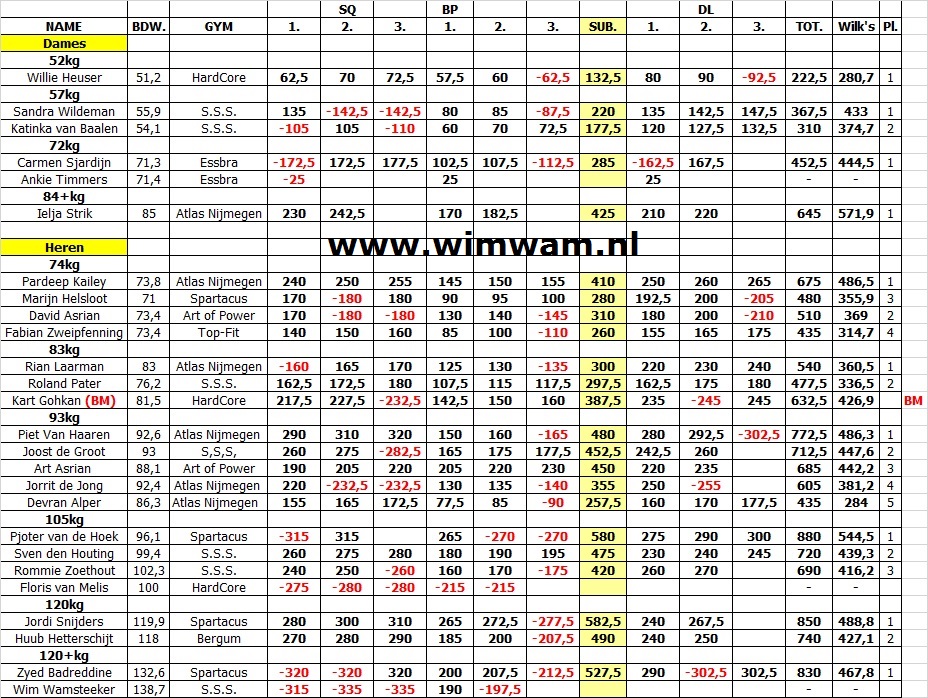 SQ BP DL
NAME BDW. GYM 1. 2. 3. 1. 2. 3. SUB. 1. 2. 3. TOT. Wilk's Pl.
Dames
52kg
Willie Heuser 51,2 HardCore 62,5 70 72,5 57,5 60 -62,5 132,5 80 90 -92,5 222,5 280,7 1
57kg
Sandra Wildeman 55,9 S.S.S. 135 -142,5 -142,5 80 85 -87,5 220 135 142,5 147,5 367,5 433 1
Katinka van Baalen 54,1 S.S.S. -105 105 -110 60 70 72,5 177,5 120 127,5 132,5 310 374,7 2
72kg
Carmen Sjardijn 71,3 Essbra -172,5 172,5 177,5 102,5 107,5 -112,5 285 -162,5 167,5 452,5 444,5 1
Ankie Timmers 71,4 Essbra -25 25 25 - -
84+kg
Ielja Strik 85 Atlas Nijmegen 230 242,5 170 182,5 425 210 220 645 571,9 1
Heren www.wimwam.nl
74kg
Pardeep Kailey 73,8 Atlas Nijmegen 240 250 255 145 150 155 410 250 260 265 675 486,5 1
Marijn Helsloot 71 Spartacus 170 -180 180 90 95 100 280 192,5 200 -205 480 355,9 3
David Asrian 73,4 Art of Power 170 -180 -180 130 140 -145 310 180 200 -210 510 369 2
Fabian Zweipfenning 73,4 Top-Fit 140 150 160 85 100 -110 260 155 165 175 435 314,7 4
83kg
Rian Laarman 83 Atlas Nijmegen -160 165 170 125 130 -135 300 220 230 240 540 360,5 1
Roland Pater 76,2 S.S.S. 162,5 172,5 180 107,5 115 117,5 297,5 162,5 175 180 477,5 336,5 2
Kart Gohkan (BM) 81,5 HardCore 217,5 227,5 -232,5 142,5 150 160 387,5 235 -245 245 632,5 426,9 BM
93kg
Piet Van Haaren 92,6 Atlas Nijmegen 290 310 320 150 160 -165 480 280 292,5 -302,5 772,5 486,3 1
Joost de Groot 93 S,S,S, 260 275 -282,5 165 175 177,5 452,5 242,5 260 712,5 447,6 2
Art Asrian 88,1 Art of Power 190 205 220 205 220 230 450 220 235 685 442,2 3
Jorrit de Jong 92,4 Atlas Nijmegen 220 -232,5 -232,5 130 135 -140 355 250 -255 605 381,2 4
Devran Alper 86,3 Atlas Nijmegen 155 165 172,5 77,5 85 -90 257,5 160 170 177,5 435 284 5
105kg
Pjoter van de Hoek 96,1 Spartacus -315 315 265 -270 -270 580 275 290 300 880 544,5 1
Sven den Houting 99,4 S.S.S. 260 275 280 180 190 195 475 230 240 245 720 439,3 2
Rommie Zoethout 102,3 S.S.S. 240 250 -260 160 170 -175 420 260 270 690 416,2 3
Floris van Melis 100 HardCore -275 -280 -280 -215 -215 - -
120kg
Jordi Snijders 119,9 Spartacus 280 300 310 265 272,5 -277,5 582,5 240 267,5 850 488,8 1
Huub Hetterschijt 118 Bergum 270 280 290 185 200 -207,5 490 240 250 740 427,1 2
120+kg
Zyed Badreddine 132,6 Spartacus -320 -320 320 200 207,5 -212,5 527,5 290 -302,5 302,5 830 467,8 1
Wim Wamsteeker 138,7 S.S.S. -315 -335 -335 190 -197,5 - -